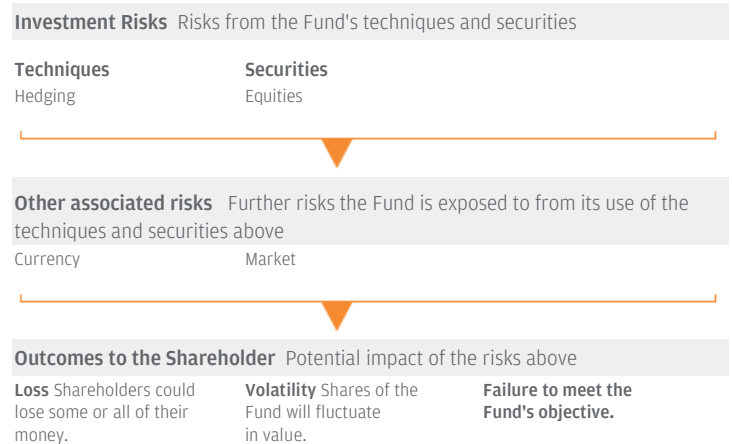 Investment Risks Risks from the Fund's techniques and securities
Techniques Securities
Hedging Equities
Other associated risks Further risks the Fund is exposed to from its use of the
techniques and securities above
Currency Market
Outcomes to the Shareholder Potential impact of the risks above
Loss Shareholders could
lose some or all of their
money.
Volatility Shares of the
Fund will fluctuate
in value.
Failure to meet the
Fund's objective.